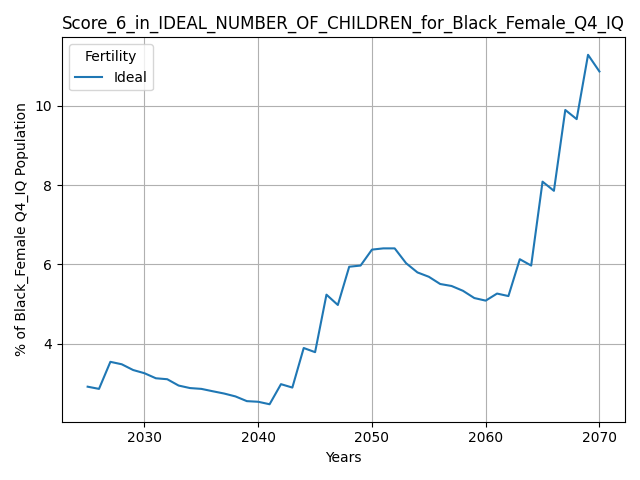 Score_6_in_IDEAL_NUMBER_OF_CHILDREN_for_Black_Female_Q4_IQ
Fertility
Ideal
% of Black_Female Q4_IQ Population
10
8
6
4
2030
2040
2050
2060
2070
Years